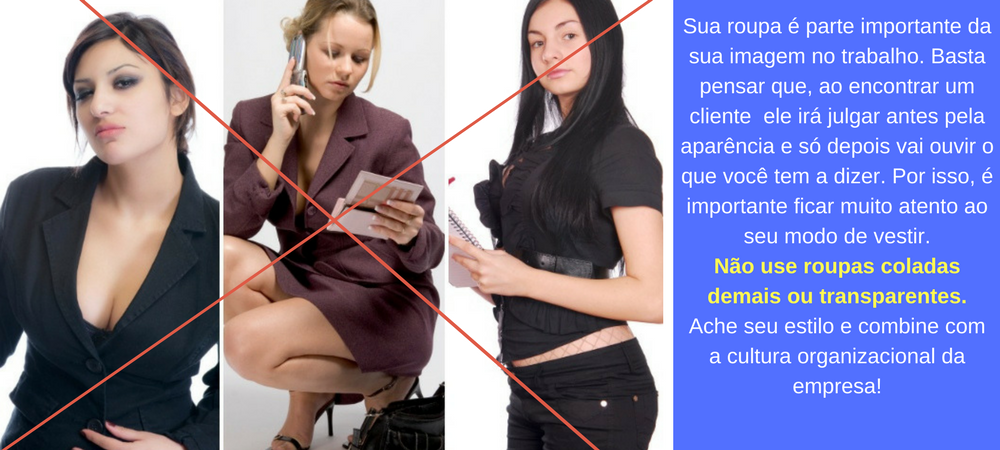 Sua roupa é parte importante da
sua imagem no trabalho. Basta
pensar que, ao encontrar um
cliente  ele irá julgar antes pela
aparência e só depois vai ouvir o
que você tem a dizer. Por isso, é
importante ficar muito atento ao
seu modo de vestir.
Não use roupas coladas
demais ou transparentes.
Ache seu estilo e combine com
a cultura organizacional da
empresa!